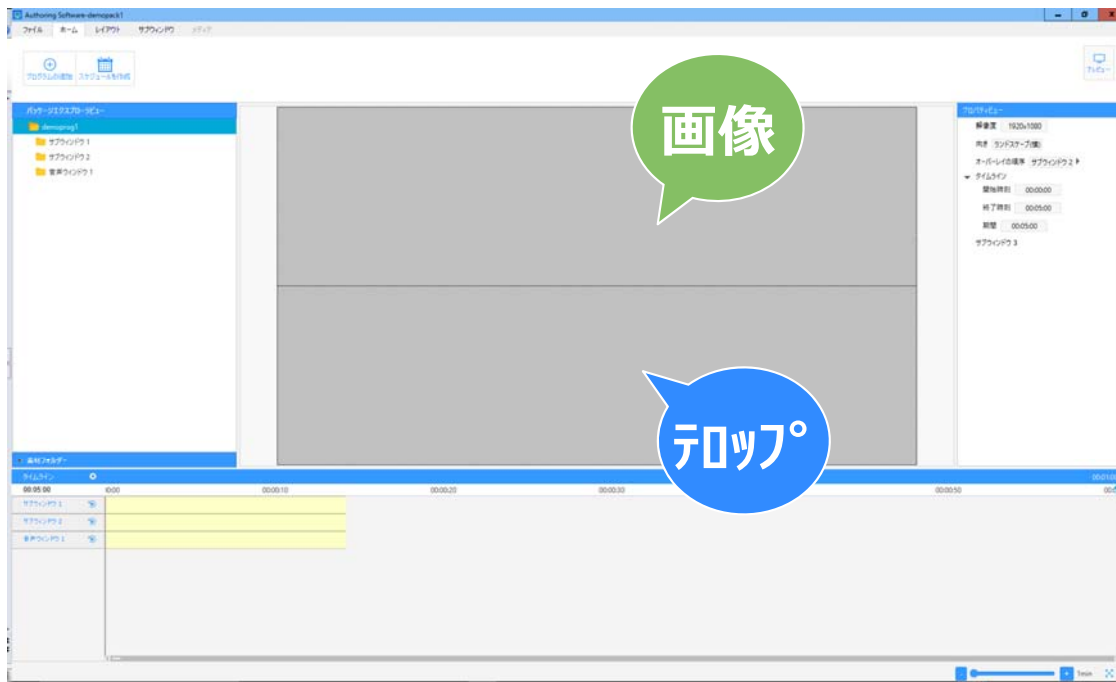 Authoring Software-demopack1
ファイル ホーム レイアウト サブウィンドウ メディア
プログラムの追加 スケジュールを作成
プレビュー
パッケージエクスプローラビュー
demoprog1
サブウィンドウ 1
サブウィンドウ 2
音声ウィンドウ 1
画像
テロップ
プロパティビュー
解像度 1920x1080
向き ランドスケープ(横)
オーバーレイの順序 サブウィンドウ 2
タイムライン
開始時刻 00:00:00
終了時刻 00:05:00
期間 00:05:00
サブウィンドウ 3
素材フォルダー
タイムライン
00:05:00 00:00:10 00:00:20 00:00:30 00:00:50
サブウィンドウ 1
サブウィンドウ 2
音声ウィンドウ 1
1min